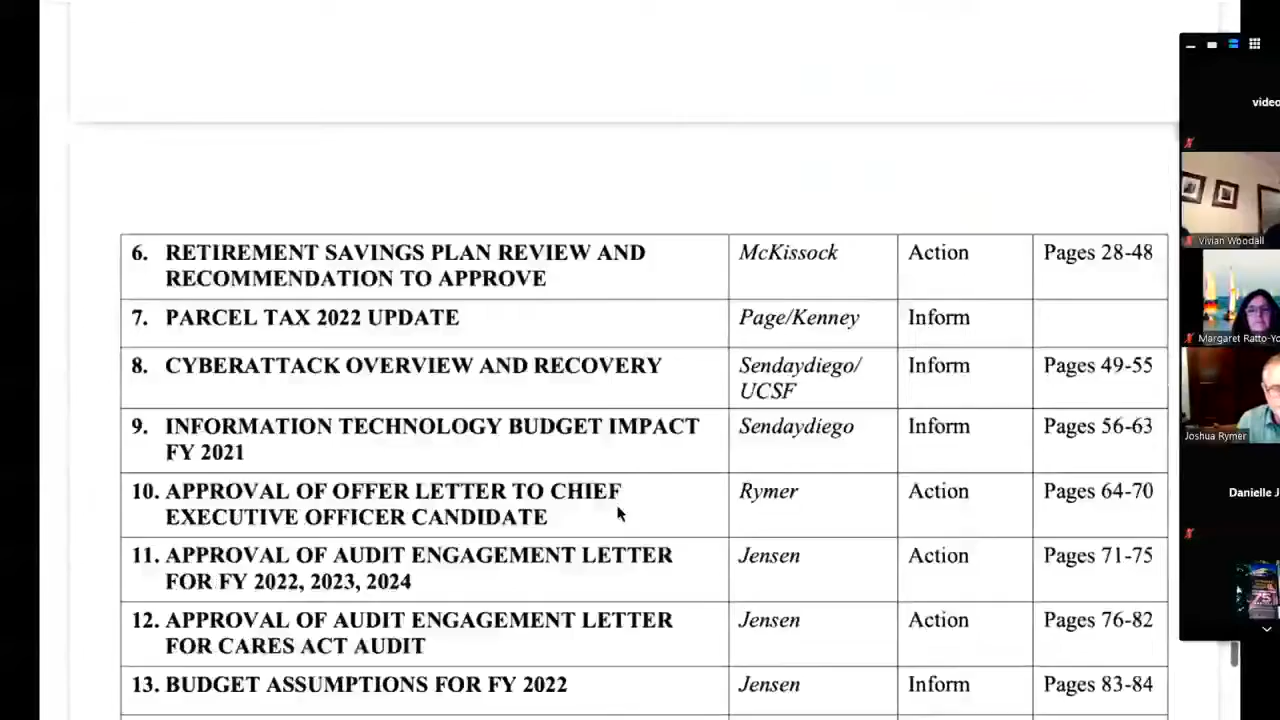 6. RETIREMENT SAVINGS PLAN REVIEW AND McKissock Action Pages 28-48
RECOMMENDATION TO APPROVE
7. PARCEL TAX 2022 UPDATE Page/Kenney Inform
8. CYBERATTACK OVERVIEW AND RECOVERY Sendaydiego/ Inform Pages 49-55
UCSF
9. INFORMATION TECHNOLOGY BUDGET IMPACT Sendaydiego Inform Pages 56-63
FY 2021
10. APPROVAL OF OFFER LETTER TO CHIEF Rymer Action Pages 64-70
EXECUTIVE OFFICER CANDIDATE
11. APPROVAL OF AUDIT ENGAGEMENT LETTER Jensen Action Pages 71-75
FOR FY 2022, 2023, 2024
12. APPROVAL OF AUDIT ENGAGEMENT LETTER Jensen Action Pages 76-82
FOR CARES ACT AUDIT
13. BUDGET ASSUMPTIONS FOR FY 2022 Jensen Inform Pages 83-84
video
Vivian Woodall
Margaret Ratto-Yo
Joshua Rymer
Danielle J
75